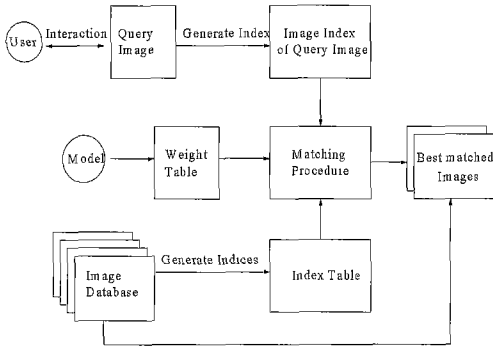 User
Interaction
Query
Image
Generate Index
Image Index
of Query Image
Model
Weight
Table
Matching
Procedure
Best matched
Images
Image
Database
Generate Indices
Index Table